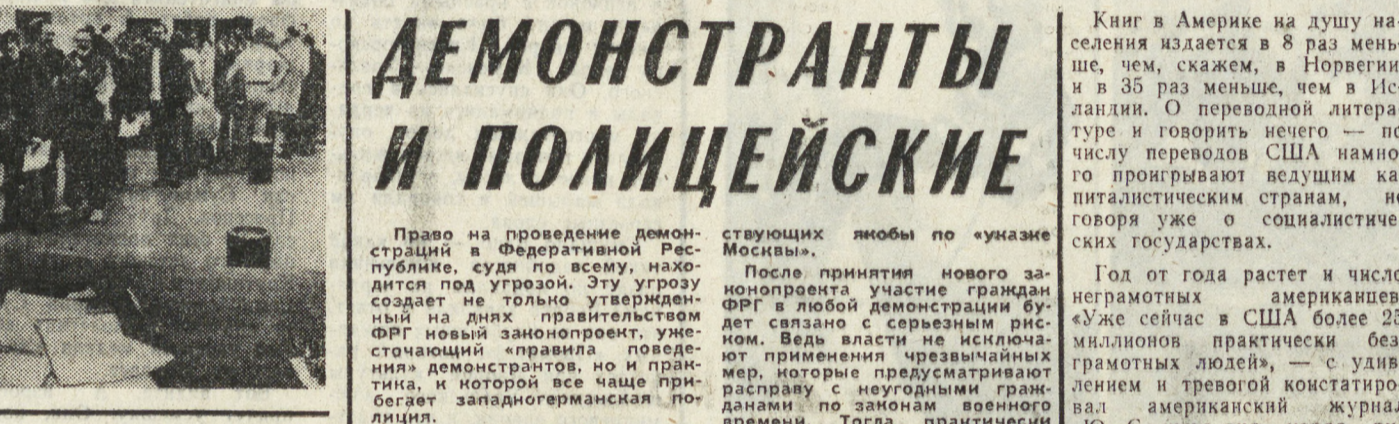 ДЕМОНСТРАНТЫ
И ПОЛИЦЕЙСКИЕ
Право на проведение демон-
страций в Федеративной Рес-
публике, судя по всему, нахо-
дится под угрозой. Эту угрозу
создает не только утвержден-
ный на днях правительством
ФРГ новый законопроект, уже-
сточающий «правила поведе-
ния» демонстрантов, но и прак-
тика, к которой все чаще при-
бегает западногерманская по-
лиция.
ствующих якобы по «указке
Москвы».
После принятия нового за-
конопроекта участие граждан
ФРГ в любой демонстрации бу-
дет связано с серьезным рис-
ком. Ведь власти не исключа-
ют применения чрезвычайных
мер, которые предусматривают
расправу с неугодными граж-
данами по законам военного
времени. Тогда практически
Книг в Америке на душу на-
селения издается в 8 раз мень-
ше, чем, скажем, в Норвегии
и в 35 раз меньше, чем в Ис-
ландии. О переводной литера
туре и говорить нечего — по
числу переводов США намно-
го проигрывают ведущим ка
питалистическим странам, не
говоря уже о социалистиче
ских государствах.
Год от года растет и число
неграмотных американцев
«Уже сейчас в США более 25
миллионов практически без
грамотных людей», — с удив
лением и тревогой констатиро
вал американский журнал